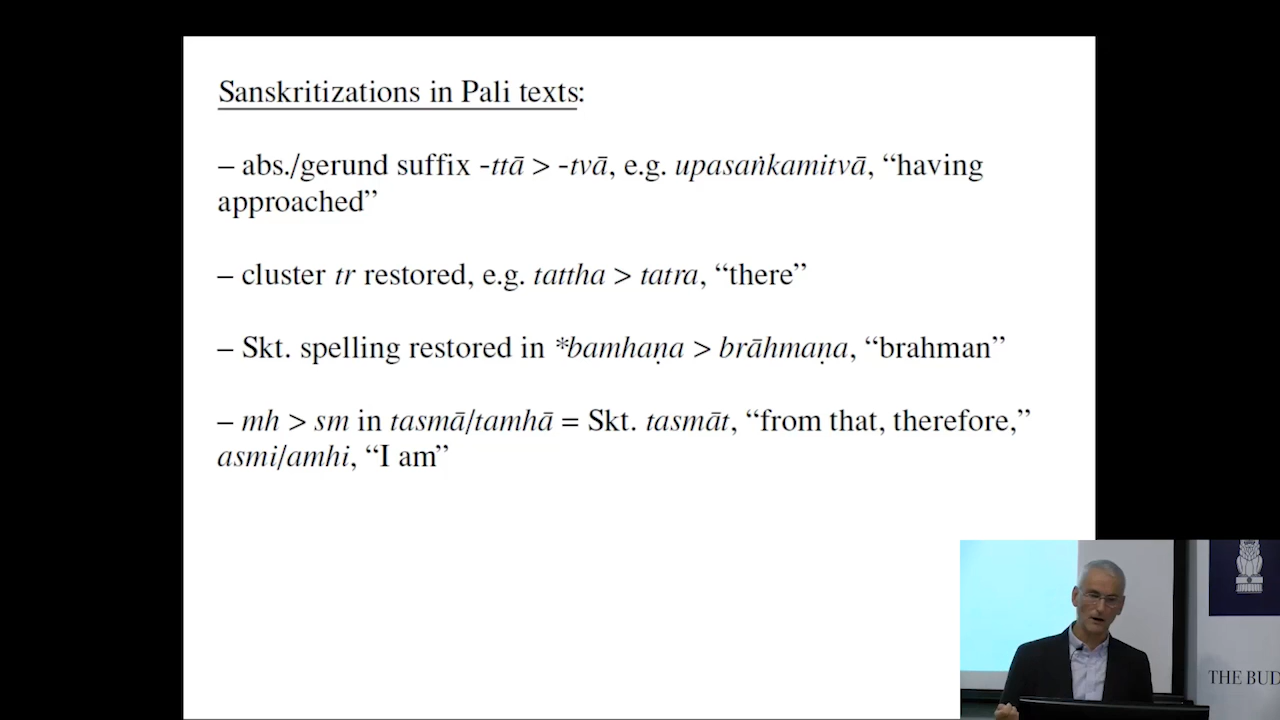 Sanskritizations in Pali texts:
– abs./gerund suffix -ttā > -tvā, e.g. upasaṅkamitvā, “having
approached”
– cluster tr restored, e.g. tattha > tatra, “there”
– Skt. spelling restored in *bamhaṇa > brāhmaṇa, “brahman”
– mh > sm in tasmā/tamhā = Skt. tasmāt, “from that, therefore,”
asmi/amhi, “I am”
THE BUD